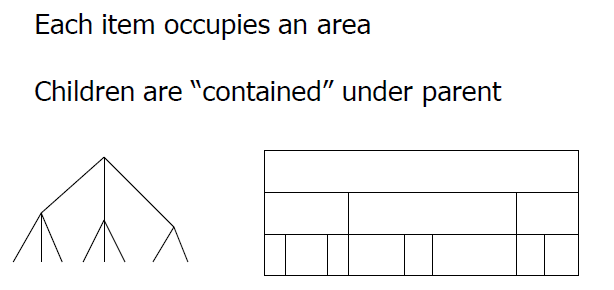 Each item occupies an area
Children are “contained” under parent